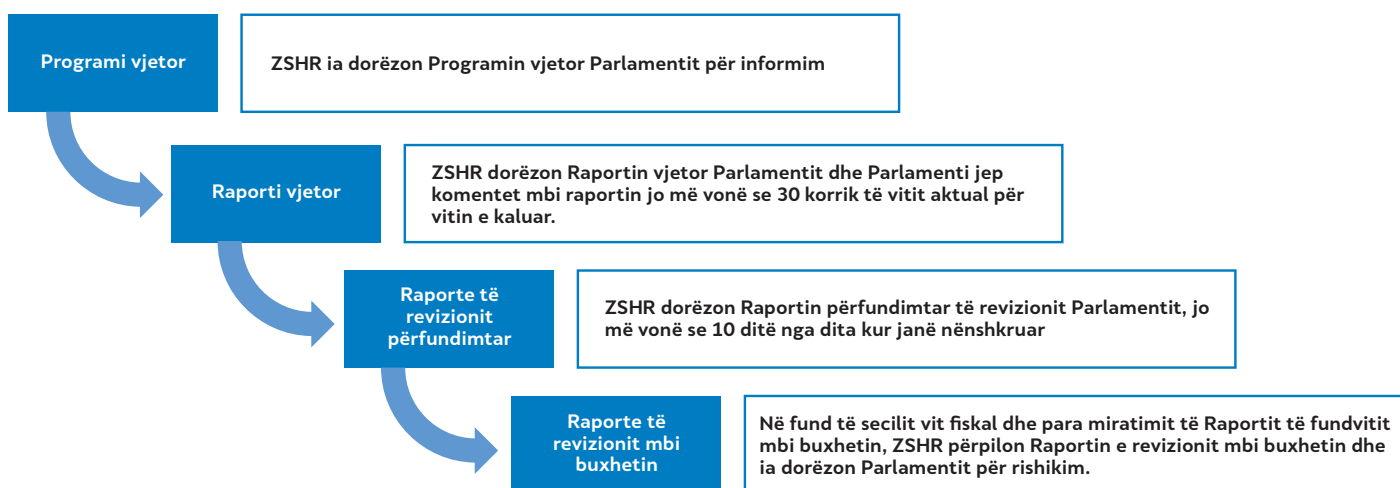 Programi vjetor
ZSHR ia dorëzon Programin vjetor Parlamentit për informim
Raporti vjetor
ZSHR dorëzon Raportin vjetor Parlamentit dhe Parlamenti jep
komentet mbi raportin jo më vonë se 30 korrik të vitit aktual për
vitin e kaluar.
Raporte të
revizionit
përfundimtar
ZSHR dorëzon Raportin përfundimtar të revizionit Parlamentit, jo
më vonë se 10 ditë nga dita kur janë nënshkruar
Raporte të
revizionit mbi
buxhetin
Në fund të secilit vit fiskal dhe para miratimit të Raportit të fundvitit
mbi buxhetin, ZSHR përpilon Raportin e revizionit mbi buxhetin dhe
ia dorëzon Parlamentit për rishikim.